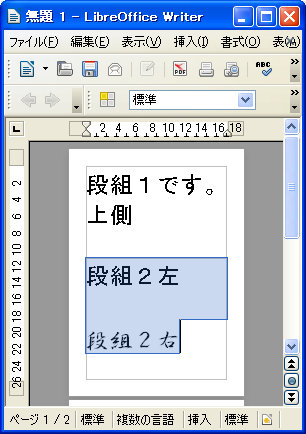 無題 1 - LibreOffice Writer
ファイル(F) 編集(E) 表示(V) 挿入(I) 書式(O) 表(A)
PDF ABC
標準
2 4 6 8 10 12 14 16 18
段組１です。
上側
段組２左
段組２右
2 4 6 8 10 12 14 16 18 20 22 24 26
ページ 1 / 2 標準 複数の言語 挿入 標準